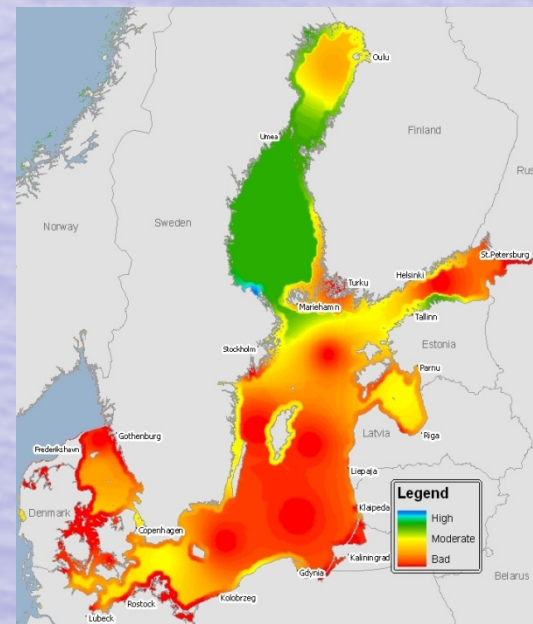 Oulu
Umea
Finland
Rus
Norway
Sweden
St.Petersburg
Helsinki
Turku
Mariehamn
Tallinn
Stockholm
Estonia
Parnu
Gothenburg
Frederikshavn
Latvia
Riga
Liepaja
Legend
High
Moderate
Bad
Klapeda
Denmark
Copenhagen
Kaliningrad
Gdynia
Belarus
Kolobrzeg
Rostock
Lubeck